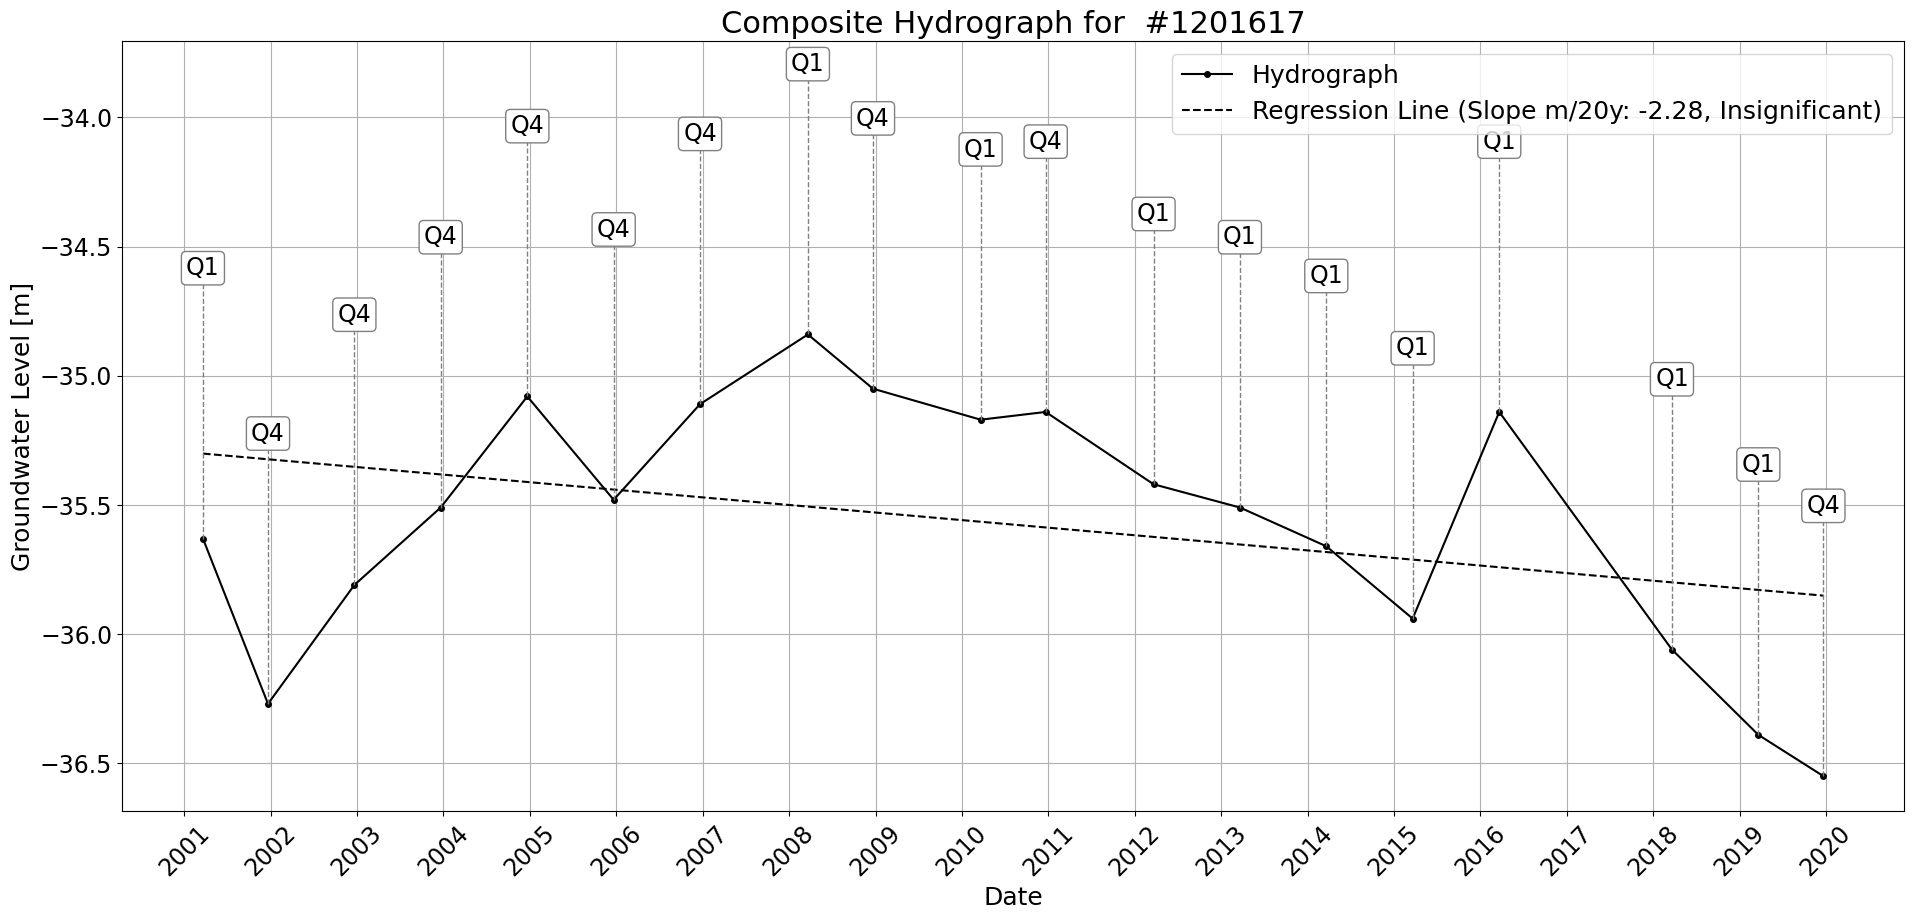 Composite Hydrograph for  #1201617
Hydrograph
Regression Line (Slope m/20y: -2.28, Insignificant)
Groundwater Level [m]
−34.0
−34.5
−35.0
−35.5
−36.0
−36.5
Q1
Q4
Q4
Q4
Q4
Q4
Q4
Q1
Q4
Q1
Q4
Q1
Q1
Q1
Q1
Q1
Q1
Q1
Q4
2001
2002
2003
2004
2005
2006
2007
2008
2009
2010
2011
2012
2013
2014
2015
2016
2017
2018
2019
2020
Date